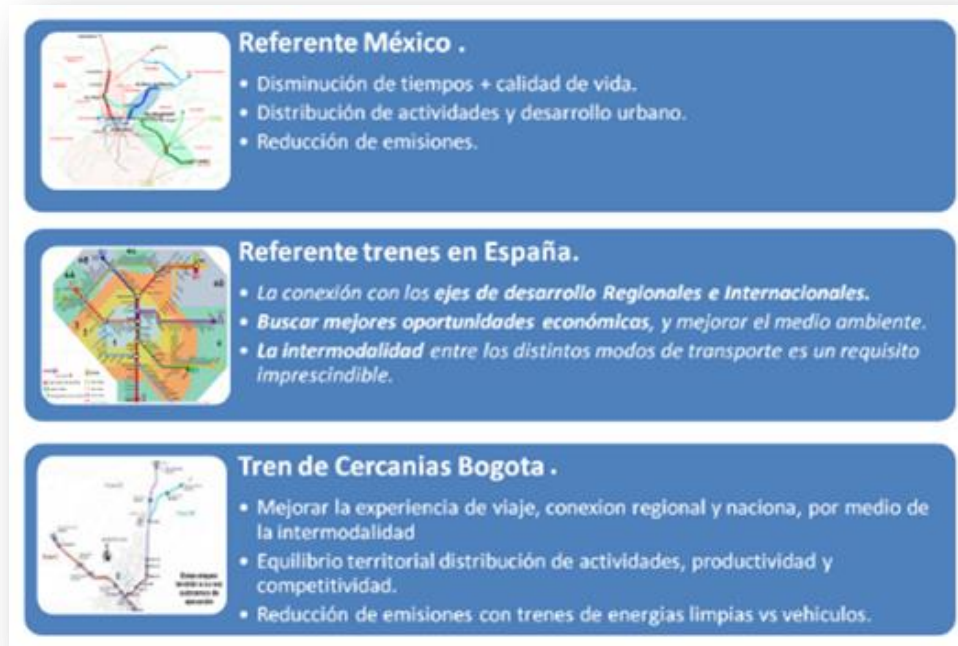 Referente México .
• Disminución de tiempos + calidad de vida.
• Distribución de actividades y desarrollo urbano.
• Reducción de emisiones.
Referente trenes en España.
• La conexión con los ejes de desarrollo Regionales e Internacionales.
• Buscar mejores oportunidades económicas, y mejorar el medio ambiente.
• La intermodalidad entre los distintos modos de transporte es un requisito
imprescindible.
Tren de Cercanias Bogota .
• Mejorar la experiencia de viaje, conexion regional y naciona, por medio de
la intermodalidad
• Equilibrio territorial distribución de actividades, productividad y
competitividad.
• Reducción de emisiones con trenes de energias limpias vs vehiculos.